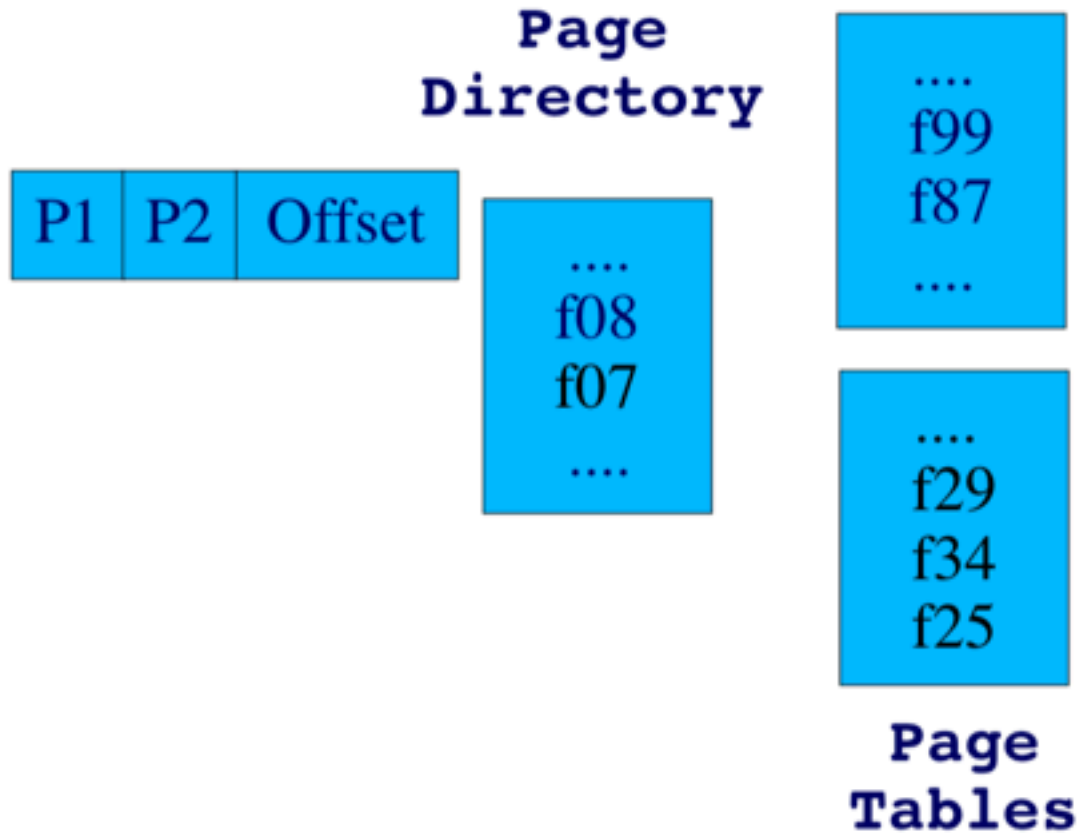 Page
Directory
P1 P2 Offset
....
f08
f07
....
....
f99
f87
....
....
f29
f34
f25
Page
Tables